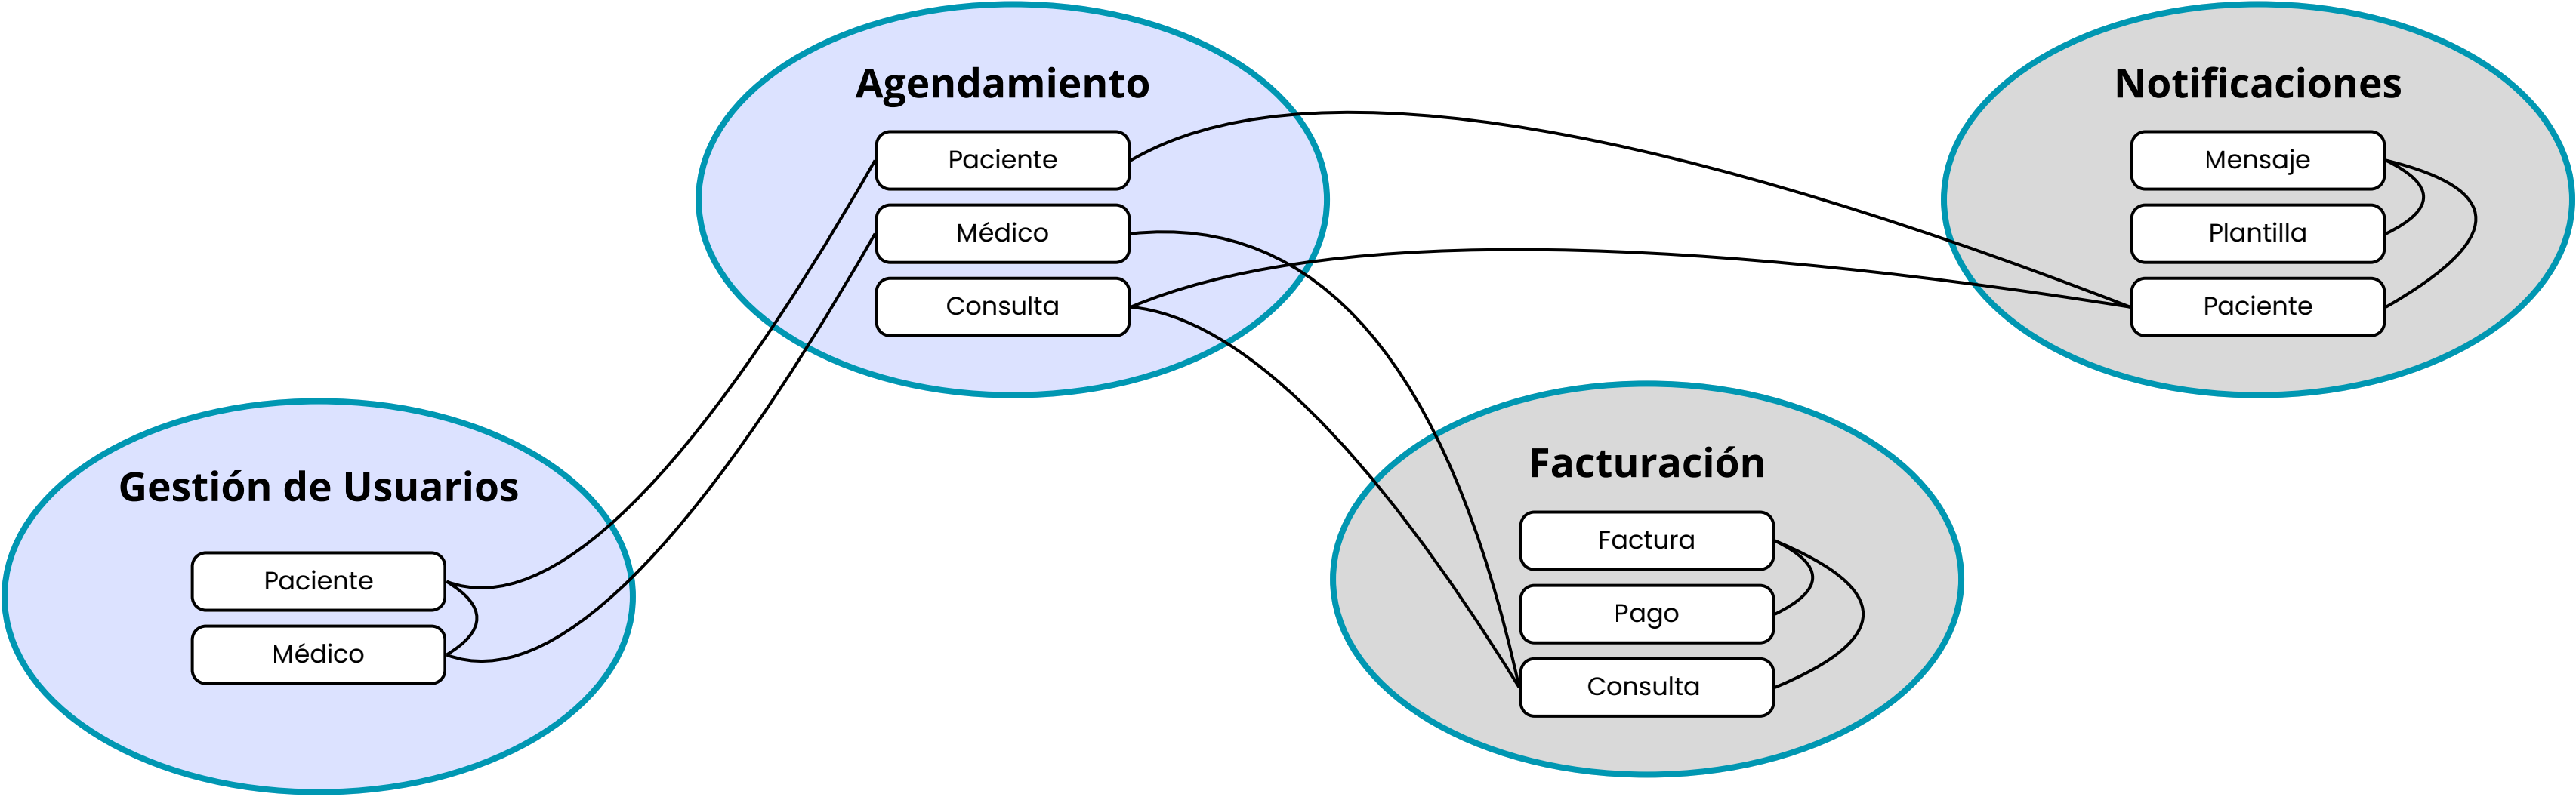 Agendamiento
Paciente
Médico
Consulta
Notificaciones
Mensaje
Plantilla
Paciente
Gestión de Usuarios
Paciente
Médico
Facturación
Factura
Pago
Consulta